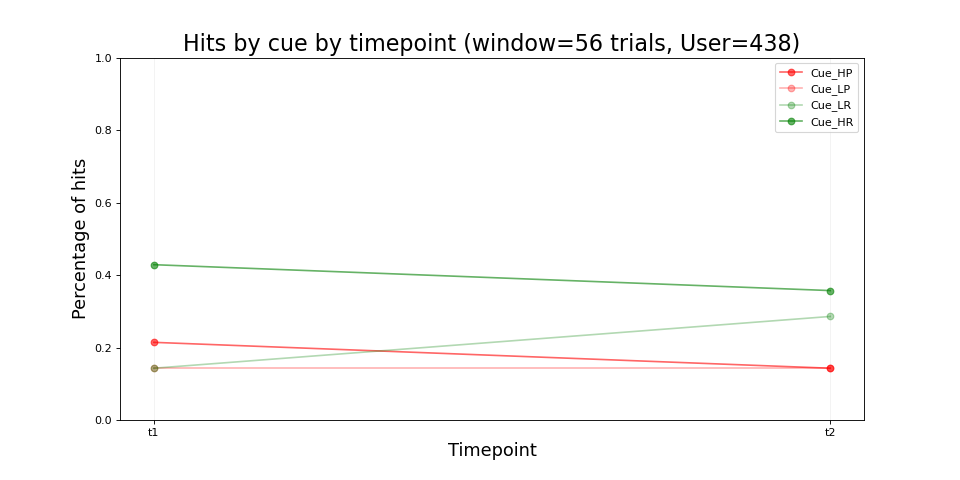 Hits by cue by timepoint (window=56 trials, User=438)
Percentage of hits
1.0
0.8
0.6
0.4
0.2
0.0
Cue_HP
Cue_LP
Cue_LR
Cue_HR
t1
t2
Timepoint